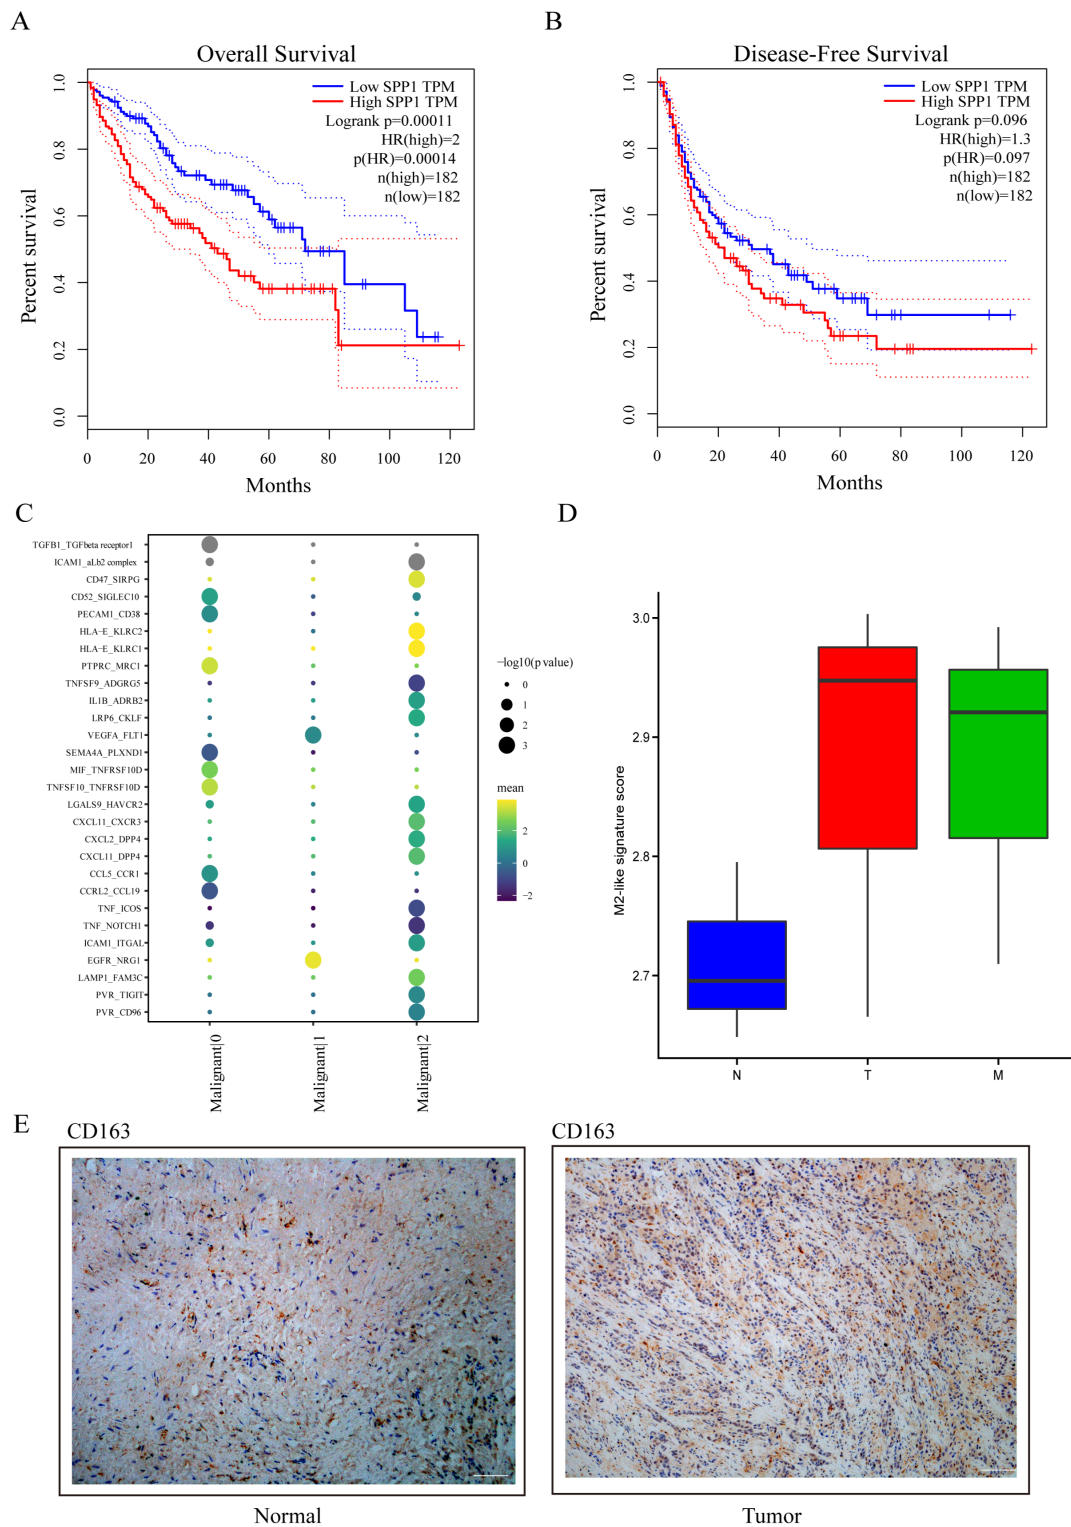 A
Overall Survival
Low SPP1 TPM
High SPP1 TPM
Logrank p=0.00011
HR(high)=2
p(HR)=0.00014
n(high)=182
n(low)=182
Percent survival
1.0
0.8
0.6
0.4
0.2
0.0
0 20 40 60 80 100 120
Months
B
Disease-Free Survival
Low SPP1 TPM
High SPP1 TPM
Logrank p=0.096
HR(high)=1.3
p(HR)=0.097
n(high)=182
n(low)=182
Percent survival
1.0
0.8
0.6
0.4
0.2
0.0
0 20 40 60 80 100 120
Months
C
TGFB1_TGFbeta receptor1
ICAM1_aLb2 complex
CD47_SIRPG
CD52_SIGLEC10
PECAM1_CD38
HLA−E_KLRC2
HLA−E_KLRC1
PTPRC_MRC1
TNFSF9_ADGRG5
IL1B_ADRB2
LRP6_CKLF
VEGFA_FLT1
SEMA4A_PLXND1
MIF_TNFRSF10D
TNFSF10_TNFRSF10D
LGALS9_HAVCR2
CXCL11_CXCR3
CXCL2_DPP4
CXCL11_DPP4
CCL5_CCR1
CCRL2_CCL19
TNF_ICOS
TNF_NOTCH1
ICAM1_ITGAL
EGFR_NRG1
LAMP1_FAM3C
PVR_TIGIT
PVR_CD96
Malignant|0
Malignant|1
Malignant|2
−log10(p value)
0
1
2
3
mean
2
0
−2
D
M2−like signature score
3.0
2.9
2.8
2.7
N T M
E
CD163
Normal
CD163
Tumor